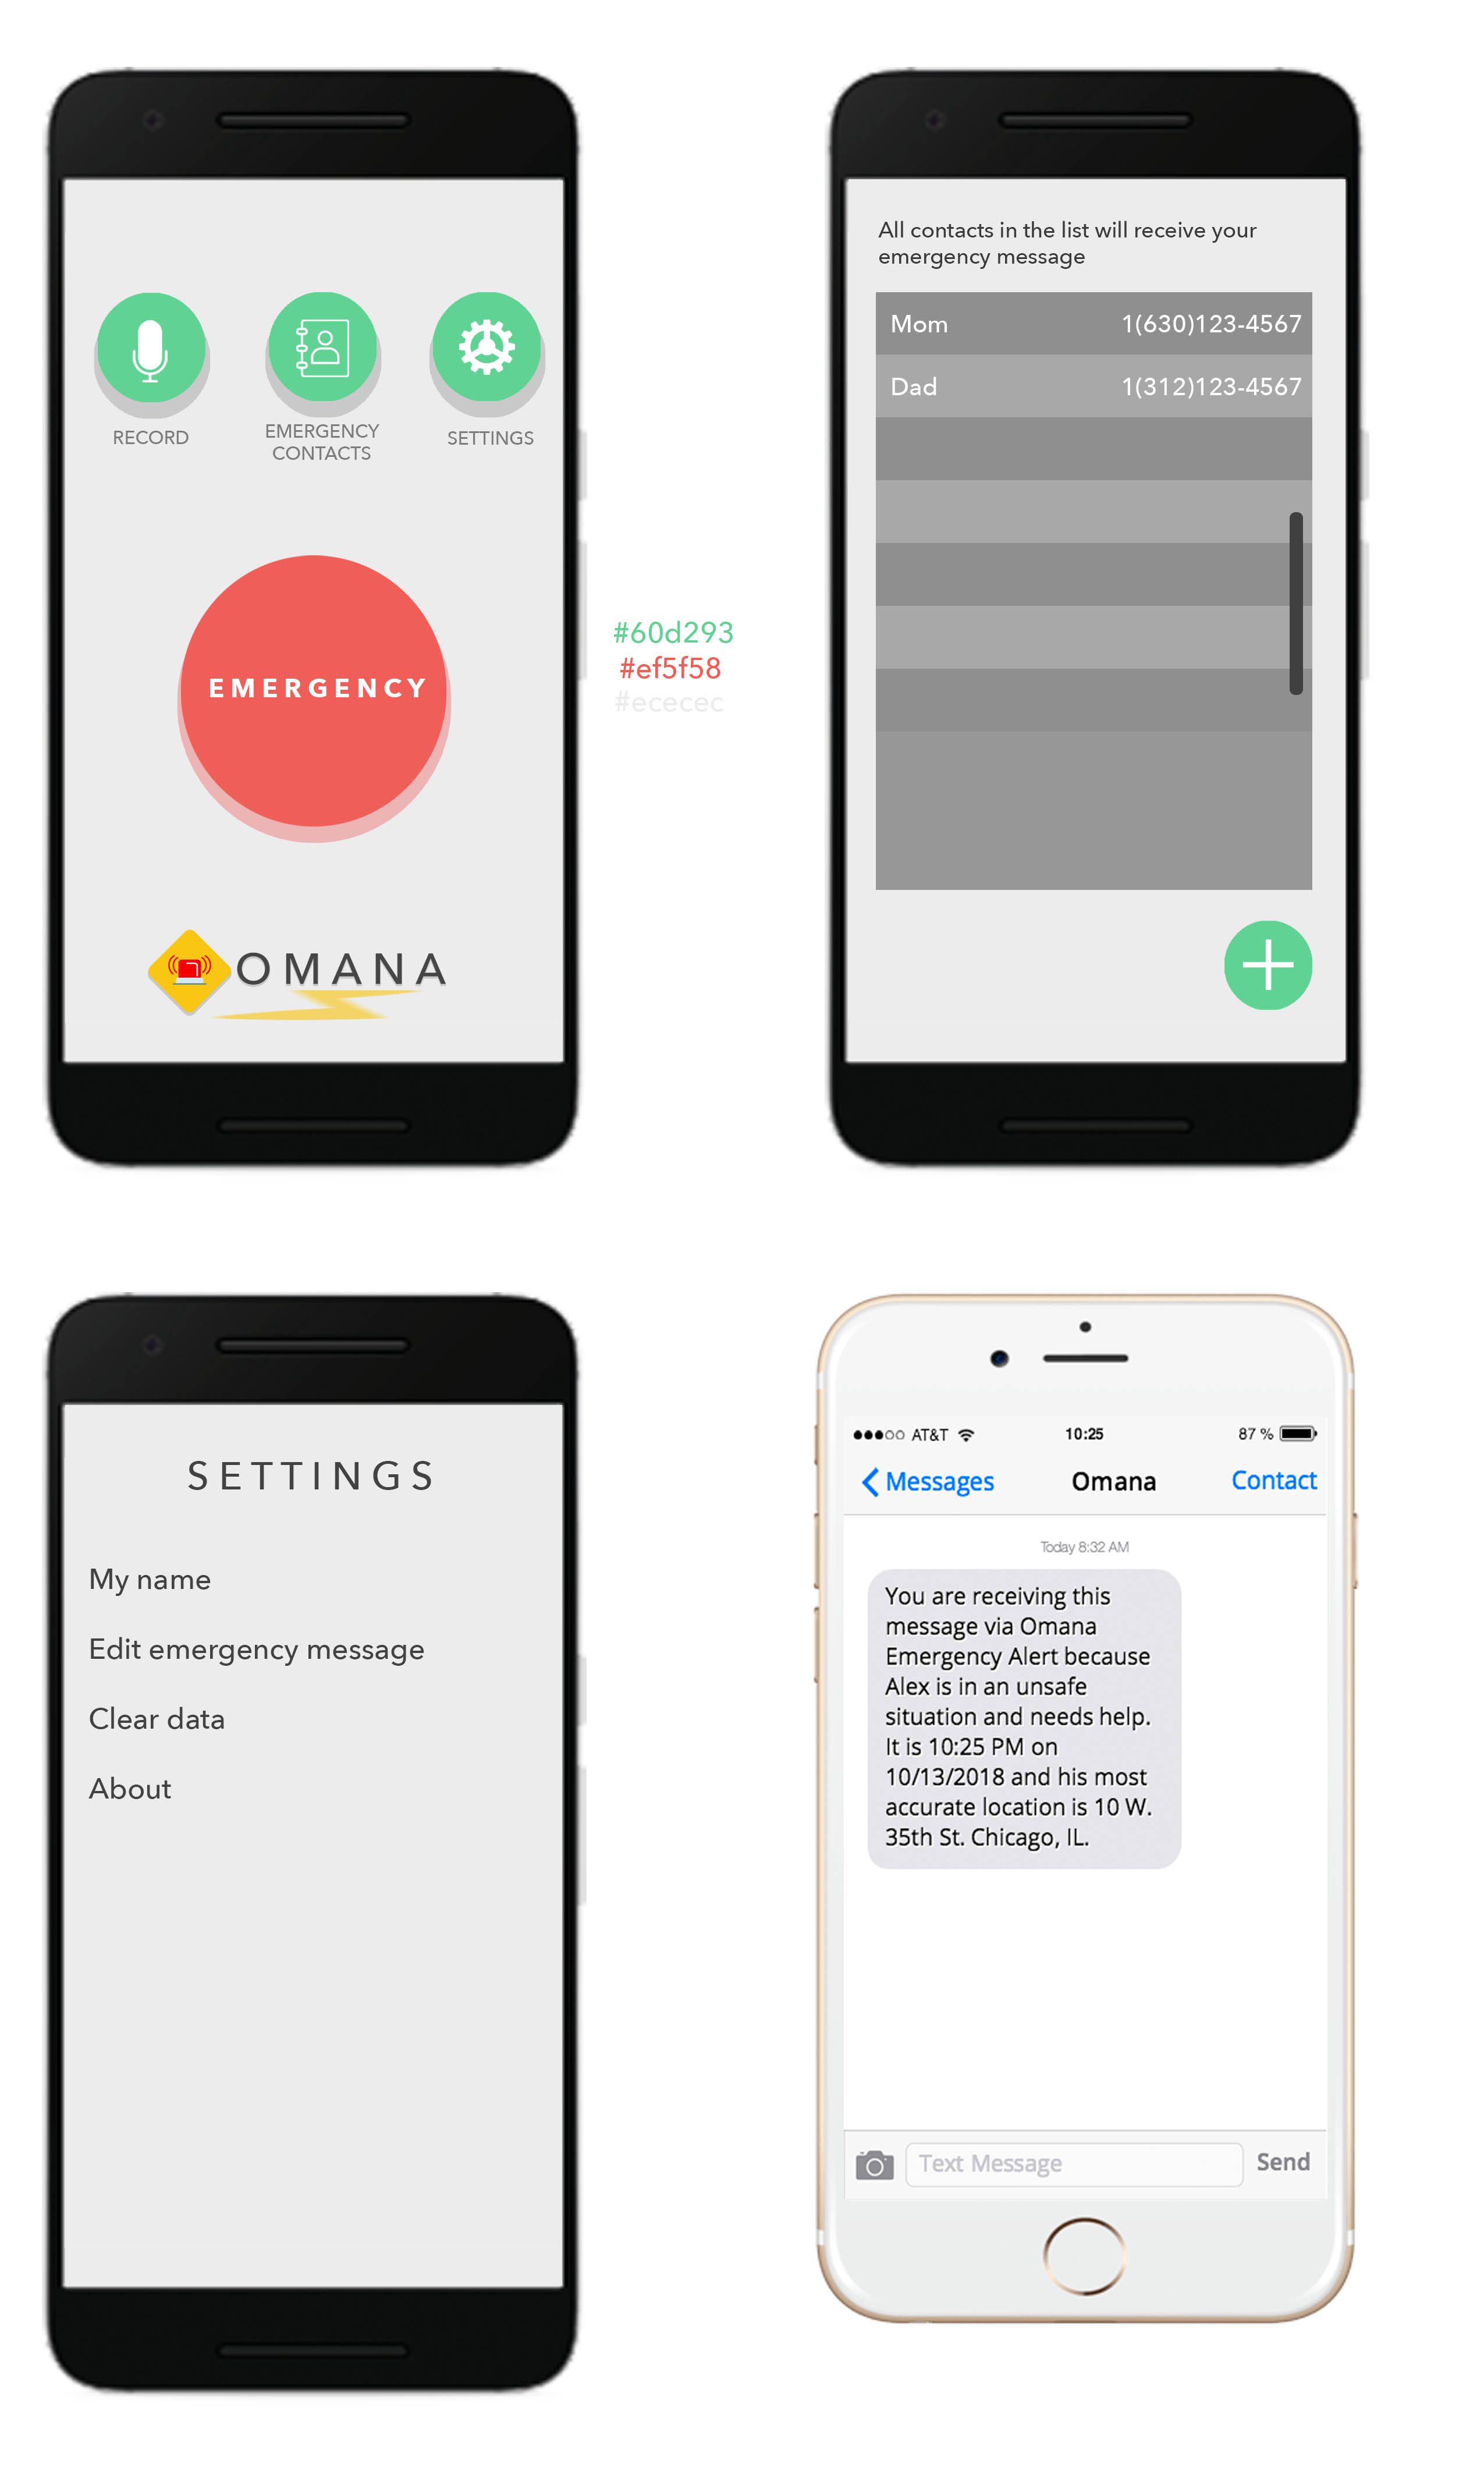 RECORD
EMERGENCY
CONTACTS
SETTINGS
EMERGENCY
OMANA
#60d293
#ef5f58
#ececec
All contacts in the list will receive your
emergency message
Mom 1(630)123-4567
Dad 1(312)123-4567
SETTINGS
My name
Edit emergency message
Clear data
About
AT&T 10:25 87 %
Messages Omana Contact
Today 8:32 AM
You are receiving this
message via Omana
Emergency Alert because
Alex is in an unsafe
situation and needs help.
It is 10:25 PM on
10/13/2018 and his most
accurate location is 10 W.
35th St. Chicago, IL.
Text Message Send